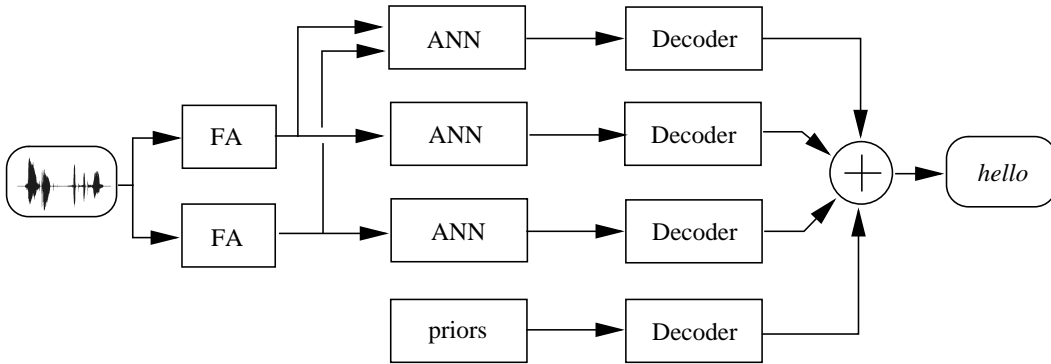 ANN
Decoder
FA
ANN
Decoder
hello
FA
ANN
Decoder
priors
Decoder